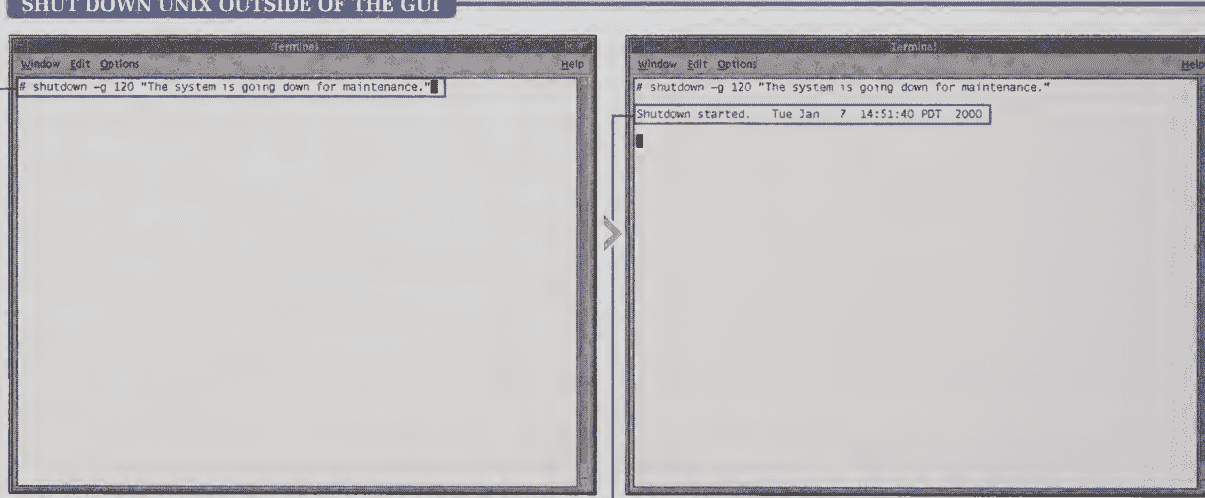 SHUT DOWN UNIX OUTSIDE OF THE GUI
Terminal
Window Edit Options Help
# shutdown -g 120 "The system is going down for maintenance."
Terminal
Window Edit Options Help
# shutdown -g 120 "The system is going down for maintenance."
Shutdown started. Tue Jan 7 14:51:40 PDT 2000